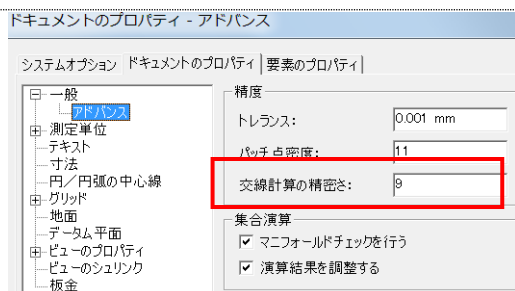 ドキュメントのプロパティ - アドバンス
システムオプション ドキュメントのプロパティ 要素のプロパティ
一般
アドバンス
測定単位
テキスト
寸法
円／円弧の中心線
グリッド
地面
データム平面
ビューのプロパティ
ビューのシュリンク
板金
精度
トレランス: 0.001 mm
パッチ点密度: 11
交線計算の精密さ: 9
集合演算
マニフォールドチェックを行う
演算結果を調整する